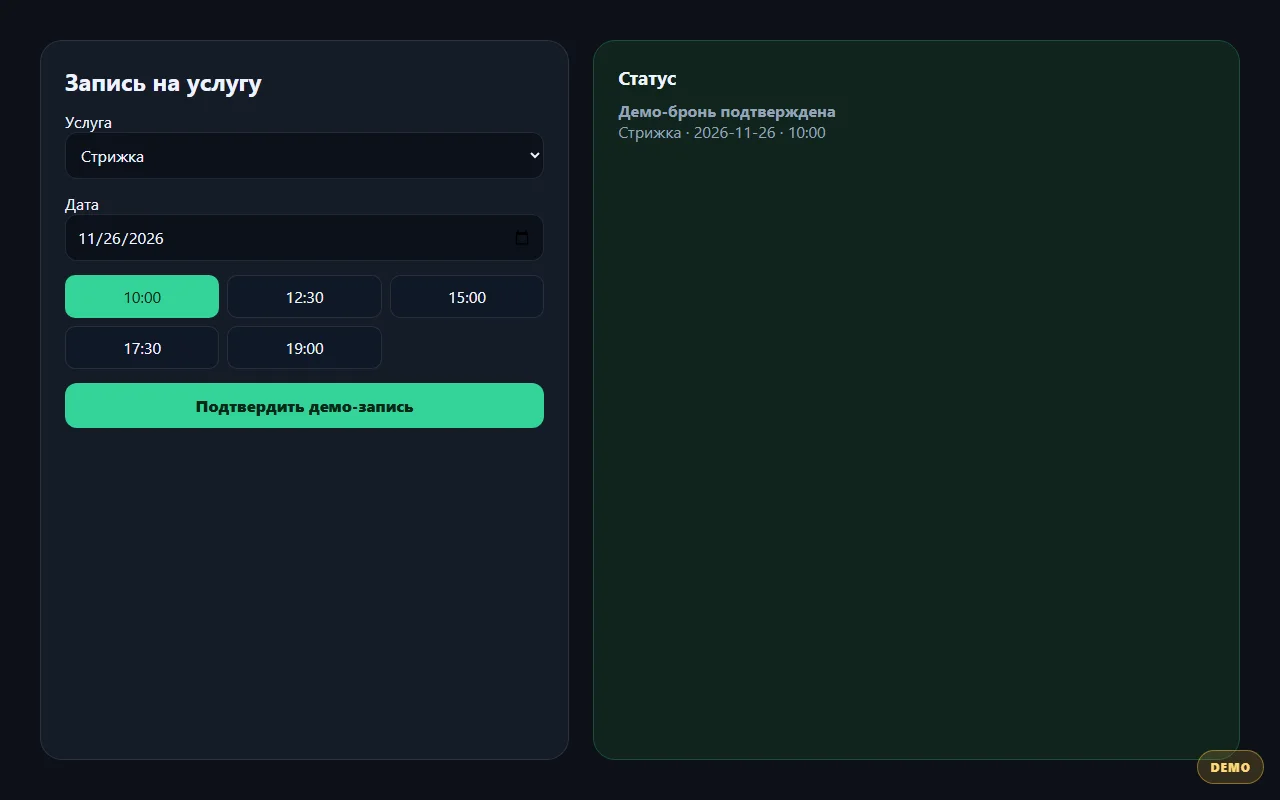 Запись на услугу
Услуга
Стрижка
Дата
11/26/2026
10:00 12:30 15:00
17:30 19:00
Подтвердить демо-запись
Статус
Демо-бронь подтверждена
Стрижка · 2026-11-26 · 10:00
DEMO